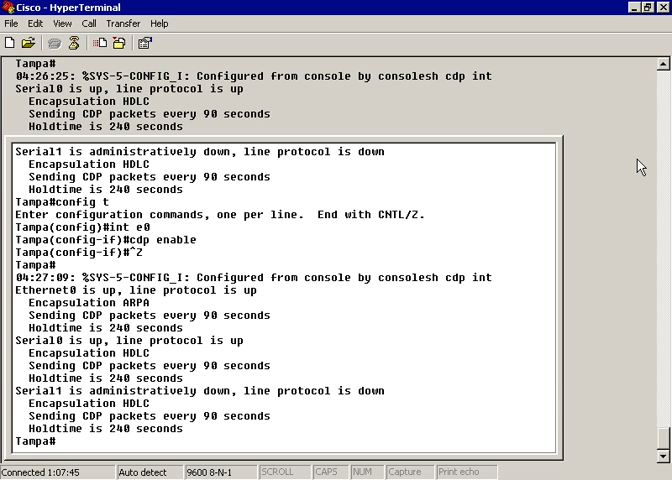 Cisco - HyperTerminal
File Edit View Call Transfer Help
Tampa#
04:26:25: %SYS-5-CONFIG_I: Configured from console by consolesh cdp int
Serial0 is up, line protocol is up
Encapsulation HDLC
Sending CDP packets every 90 seconds
Holdtime is 240 seconds
Serial1 is administratively down, line protocol is down
Encapsulation HDLC
Sending CDP packets every 90 seconds
Holdtime is 240 seconds
Tampa#config t
Enter configuration commands, one per line. End with CNTL/Z.
Tampa(config)#int e0
Tampa(config-if)#cdp enable
Tampa(config-if)#^Z
Tampa#
04:27:09: %SYS-5-CONFIG_I: Configured from console by consolesh cdp int
Ethernet0 is up, line protocol is up
Encapsulation ARPA
Sending CDP packets every 90 seconds
Holdtime is 240 seconds
Serial0 is up, line protocol is up
Encapsulation HDLC
Sending CDP packets every 90 seconds
Holdtime is 240 seconds
Serial1 is administratively down, line protocol is down
Encapsulation HDLC
Sending CDP packets every 90 seconds
Holdtime is 240 seconds
Tampa#
Connected 1:07:45 Auto detect 9600 8-N-1 SCROLL CAPS NUM Capture Print echo